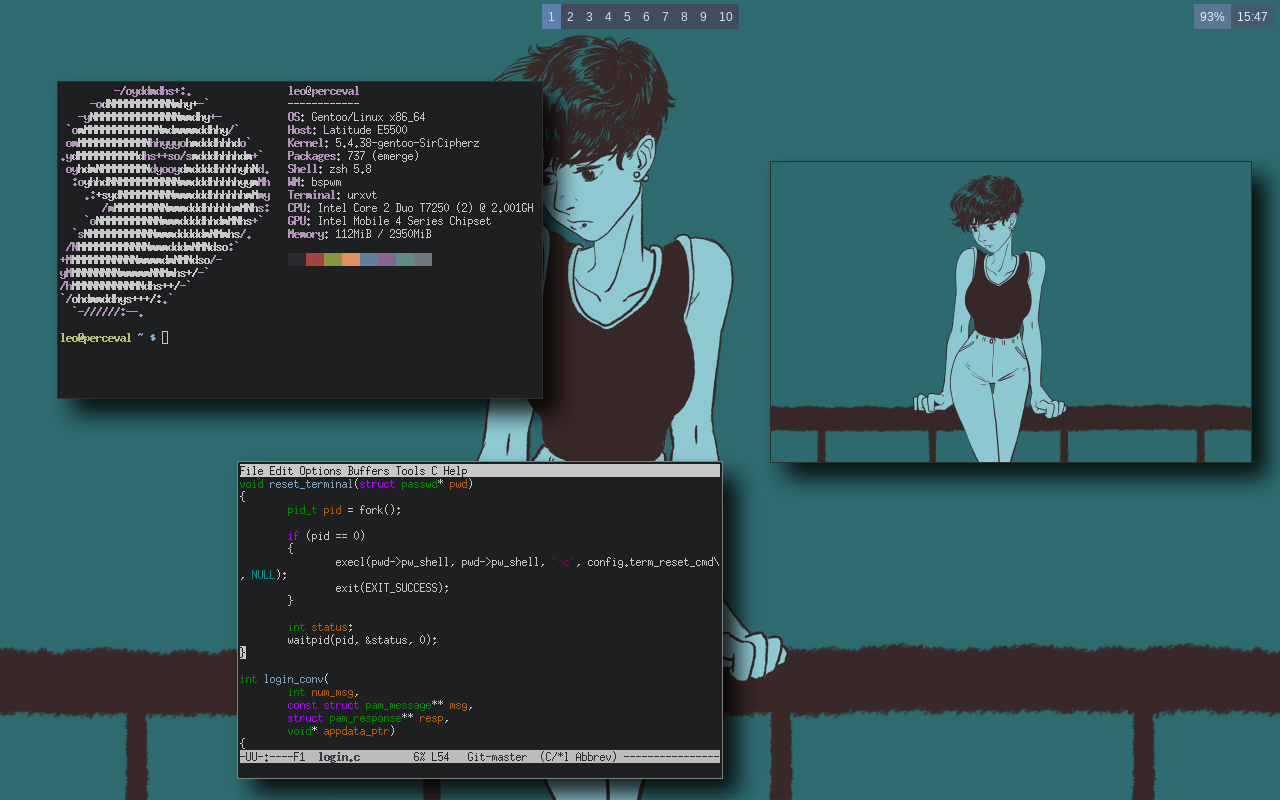 1 2 3 4 5 6 7 8 9 10
93% 15:47
leo@perceval
------------
OS: Gentoo/Linux x86_64
Host: Latitude E5500
Kernel: 5.4.38-gentoo-SirCipherz
Packages: 737 (emerge)
Shell: zsh 5.8
WM: bspwm
Terminal: urxvt
CPU: Intel Core 2 Duo T7250 (2) @ 2.001GH
GPU: Intel Mobile 4 Series Chipset
Memory: 112MiB / 2950MiB
leo@perceval ~ $
File Edit Options Buffers Tools C Help
void reset_terminal(struct passwd* pwd)
{
        pid_t pid = fork();
        if (pid == 0)
        {
                execl(pwd->pw_shell, pwd->pw_shell, "-c", config.term_reset_cmd\
, NULL);
                exit(EXIT_SUCCESS);
        }
        int status;
        waitpid(pid, &status, 0);
}
int login_conv(
        int num_msg,
        const struct pam_message** msg,
        struct pam_response** resp,
        void* appdata_ptr)
{
-UU-:----F1  login.c         6% L54   Git-master  (C/*l Abbrev) ----------------